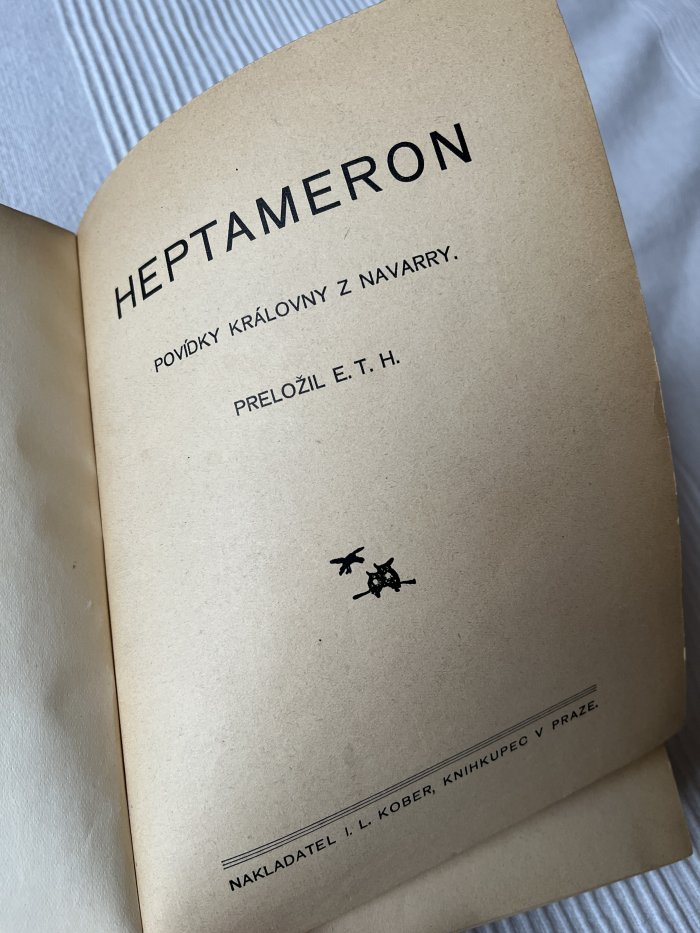 HEPTAMERON
POVÍDKY KRÁLOVNY Z NAVARRY.
PRELOŽIL E. T. H.
NAKLADATEL I. L. KOBER, KNIHKUPEC V PRAZE.